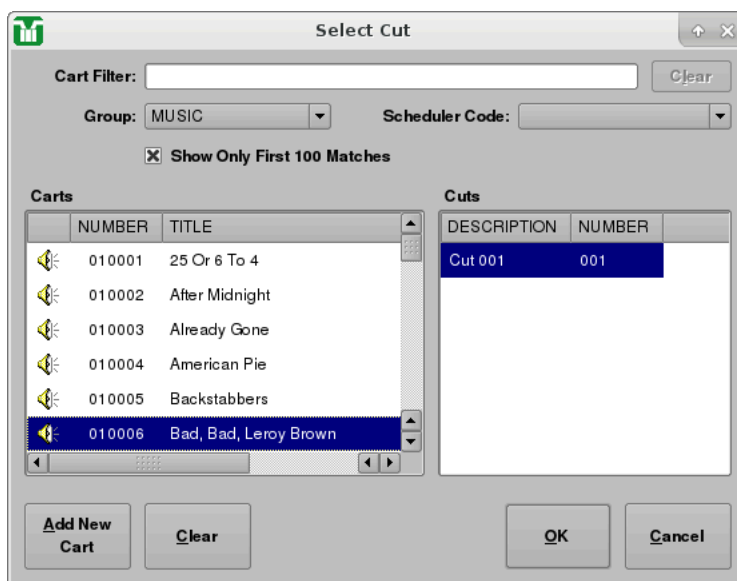 Select Cut
Cart Filter:
Clear
Group: MUSIC
Scheduler Code:
Show Only First 100 Matches
Carts
NUMBER TITLE
010001 25 Or 6 To 4
010002 After Midnight
010003 Already Gone
010004 American Pie
010005 Backstabbers
010006 Bad, Bad, Leroy Brown
Cuts
DESCRIPTION NUMBER
Cut 001 001
Add New
Cart
Clear
OK
Cancel